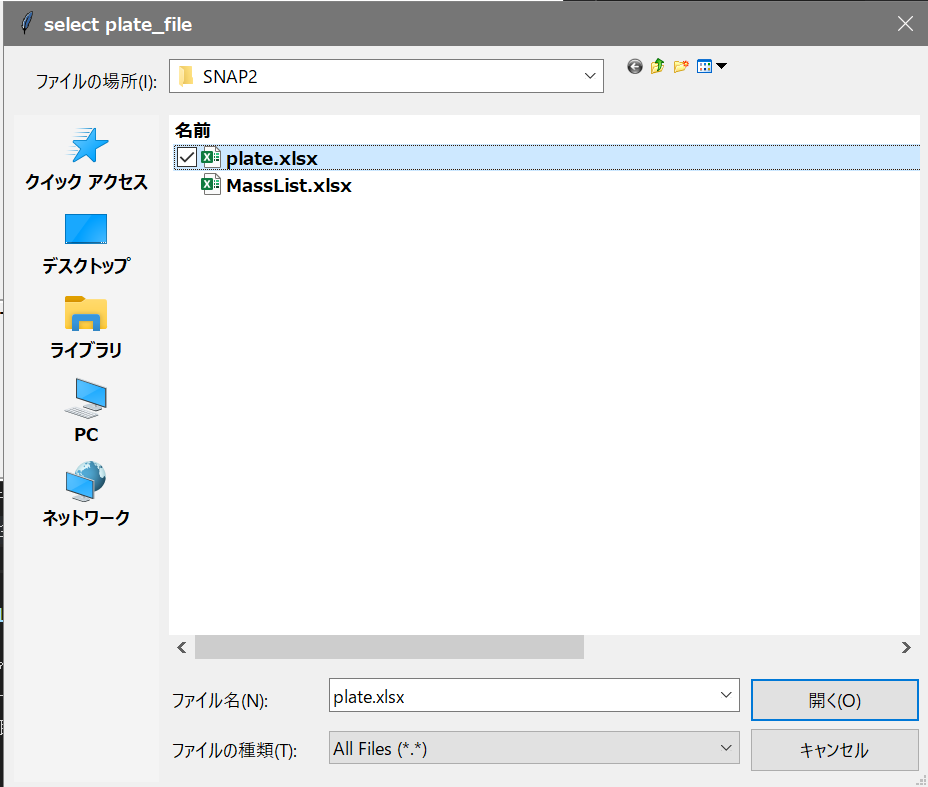 select plate_file
ファイルの場所(I):
SNAP2
名前
plate.xlsx
MassList.xlsx
クイック アクセス
デスクトップ
ライブラリ
PC
ネットワーク
ファイル名(N):
plate.xlsx
開く(O)
ファイルの種類(T):
All Files (*.*)
キャンセル